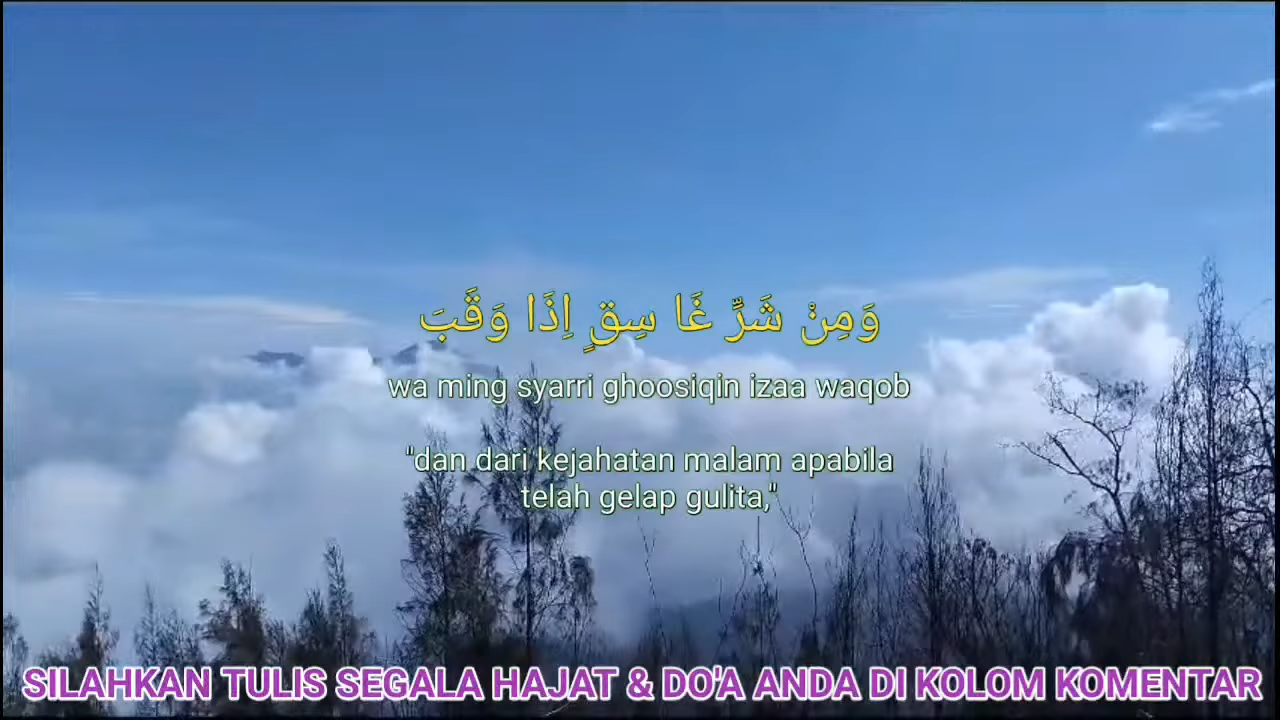 وَمِنْ شَرِّ غَا سِقٍ اِذَا وَقَبَ
wa ming syarri ghoosiqin izaa waqob
"dan dari kejahatan malam apabila
telah gelap gulita,"
SILAHKAN TULIS SEGALA HAJAT & DO'A ANDA DI KOLOM KOMENTAR